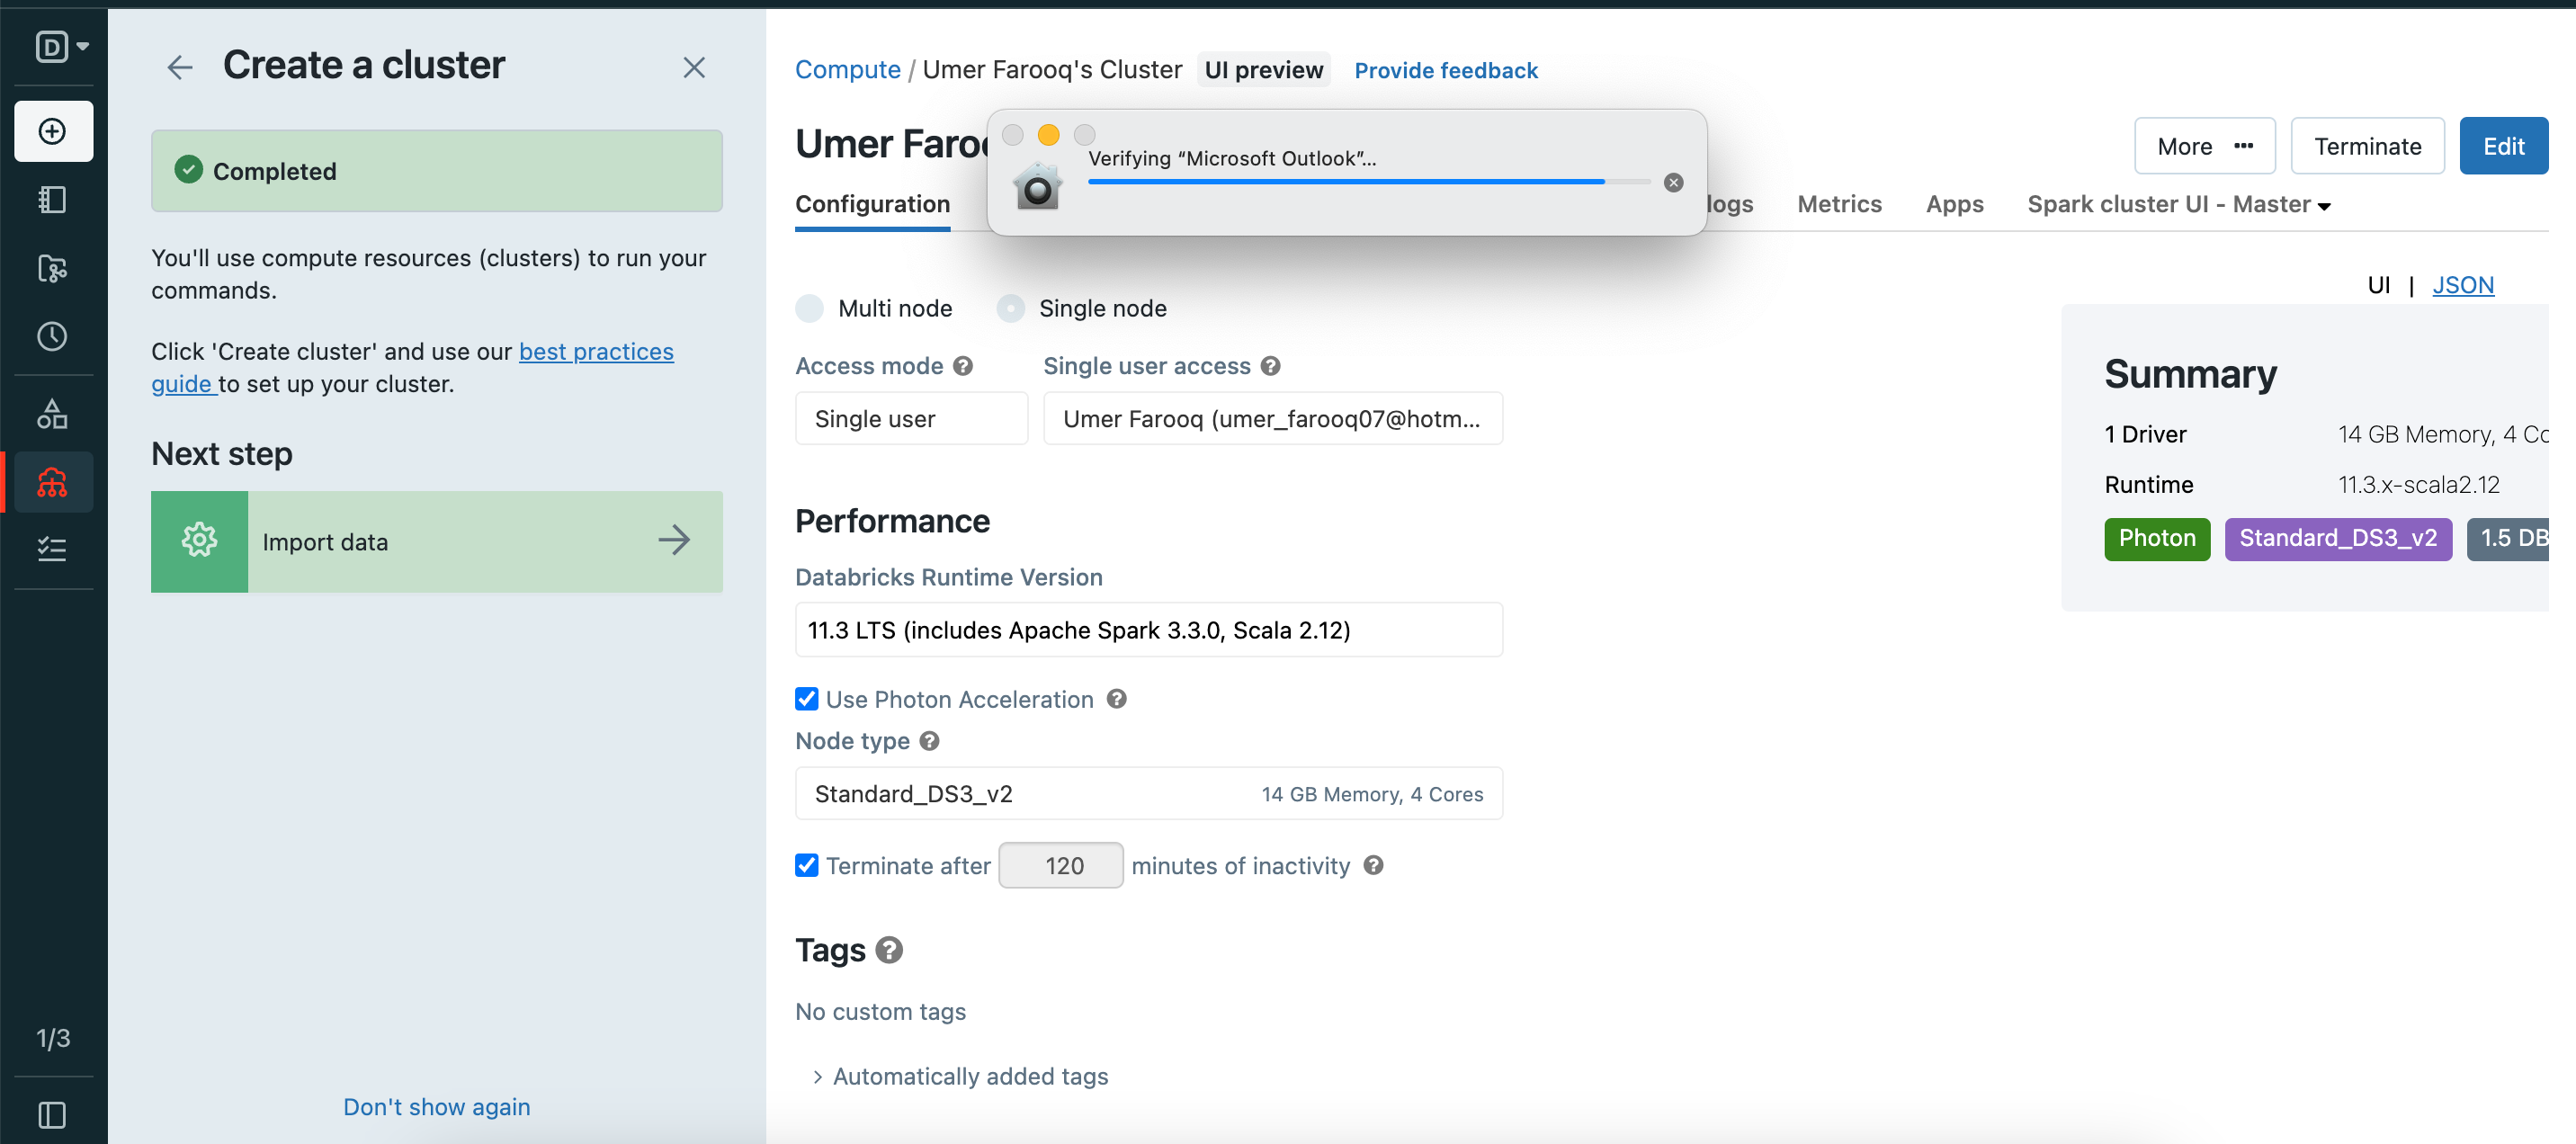 D
Create a cluster
Completed
You'll use compute resources (clusters) to run your
commands.
Click 'Create cluster' and use our best practices
guide to set up your cluster.
Next step
Import data
1/3
Don't show again
Compute / Umer Farooq's Cluster UI preview Provide feedback
Umer Faroo
Verifying “Microsoft Outlook”...
More ··· Terminate Edit
Configuration logs Metrics Apps Spark cluster UI - Master
UI | JSON
Multi node Single node
Access mode ? Single user access ?
Single user Umer Farooq (umer_farooq07@hotm...
Performance
Databricks Runtime Version
11.3 LTS (includes Apache Spark 3.3.0, Scala 2.12)
Use Photon Acceleration ?
Node type ?
Standard_DS3_v2 14 GB Memory, 4 Cores
Terminate after 120 minutes of inactivity ?
Tags ?
No custom tags
Automatically added tags
Summary
1 Driver 14 GB Memory, 4 Co
Runtime 11.3.x-scala2.12
Photon Standard_DS3_v2 1.5 DB